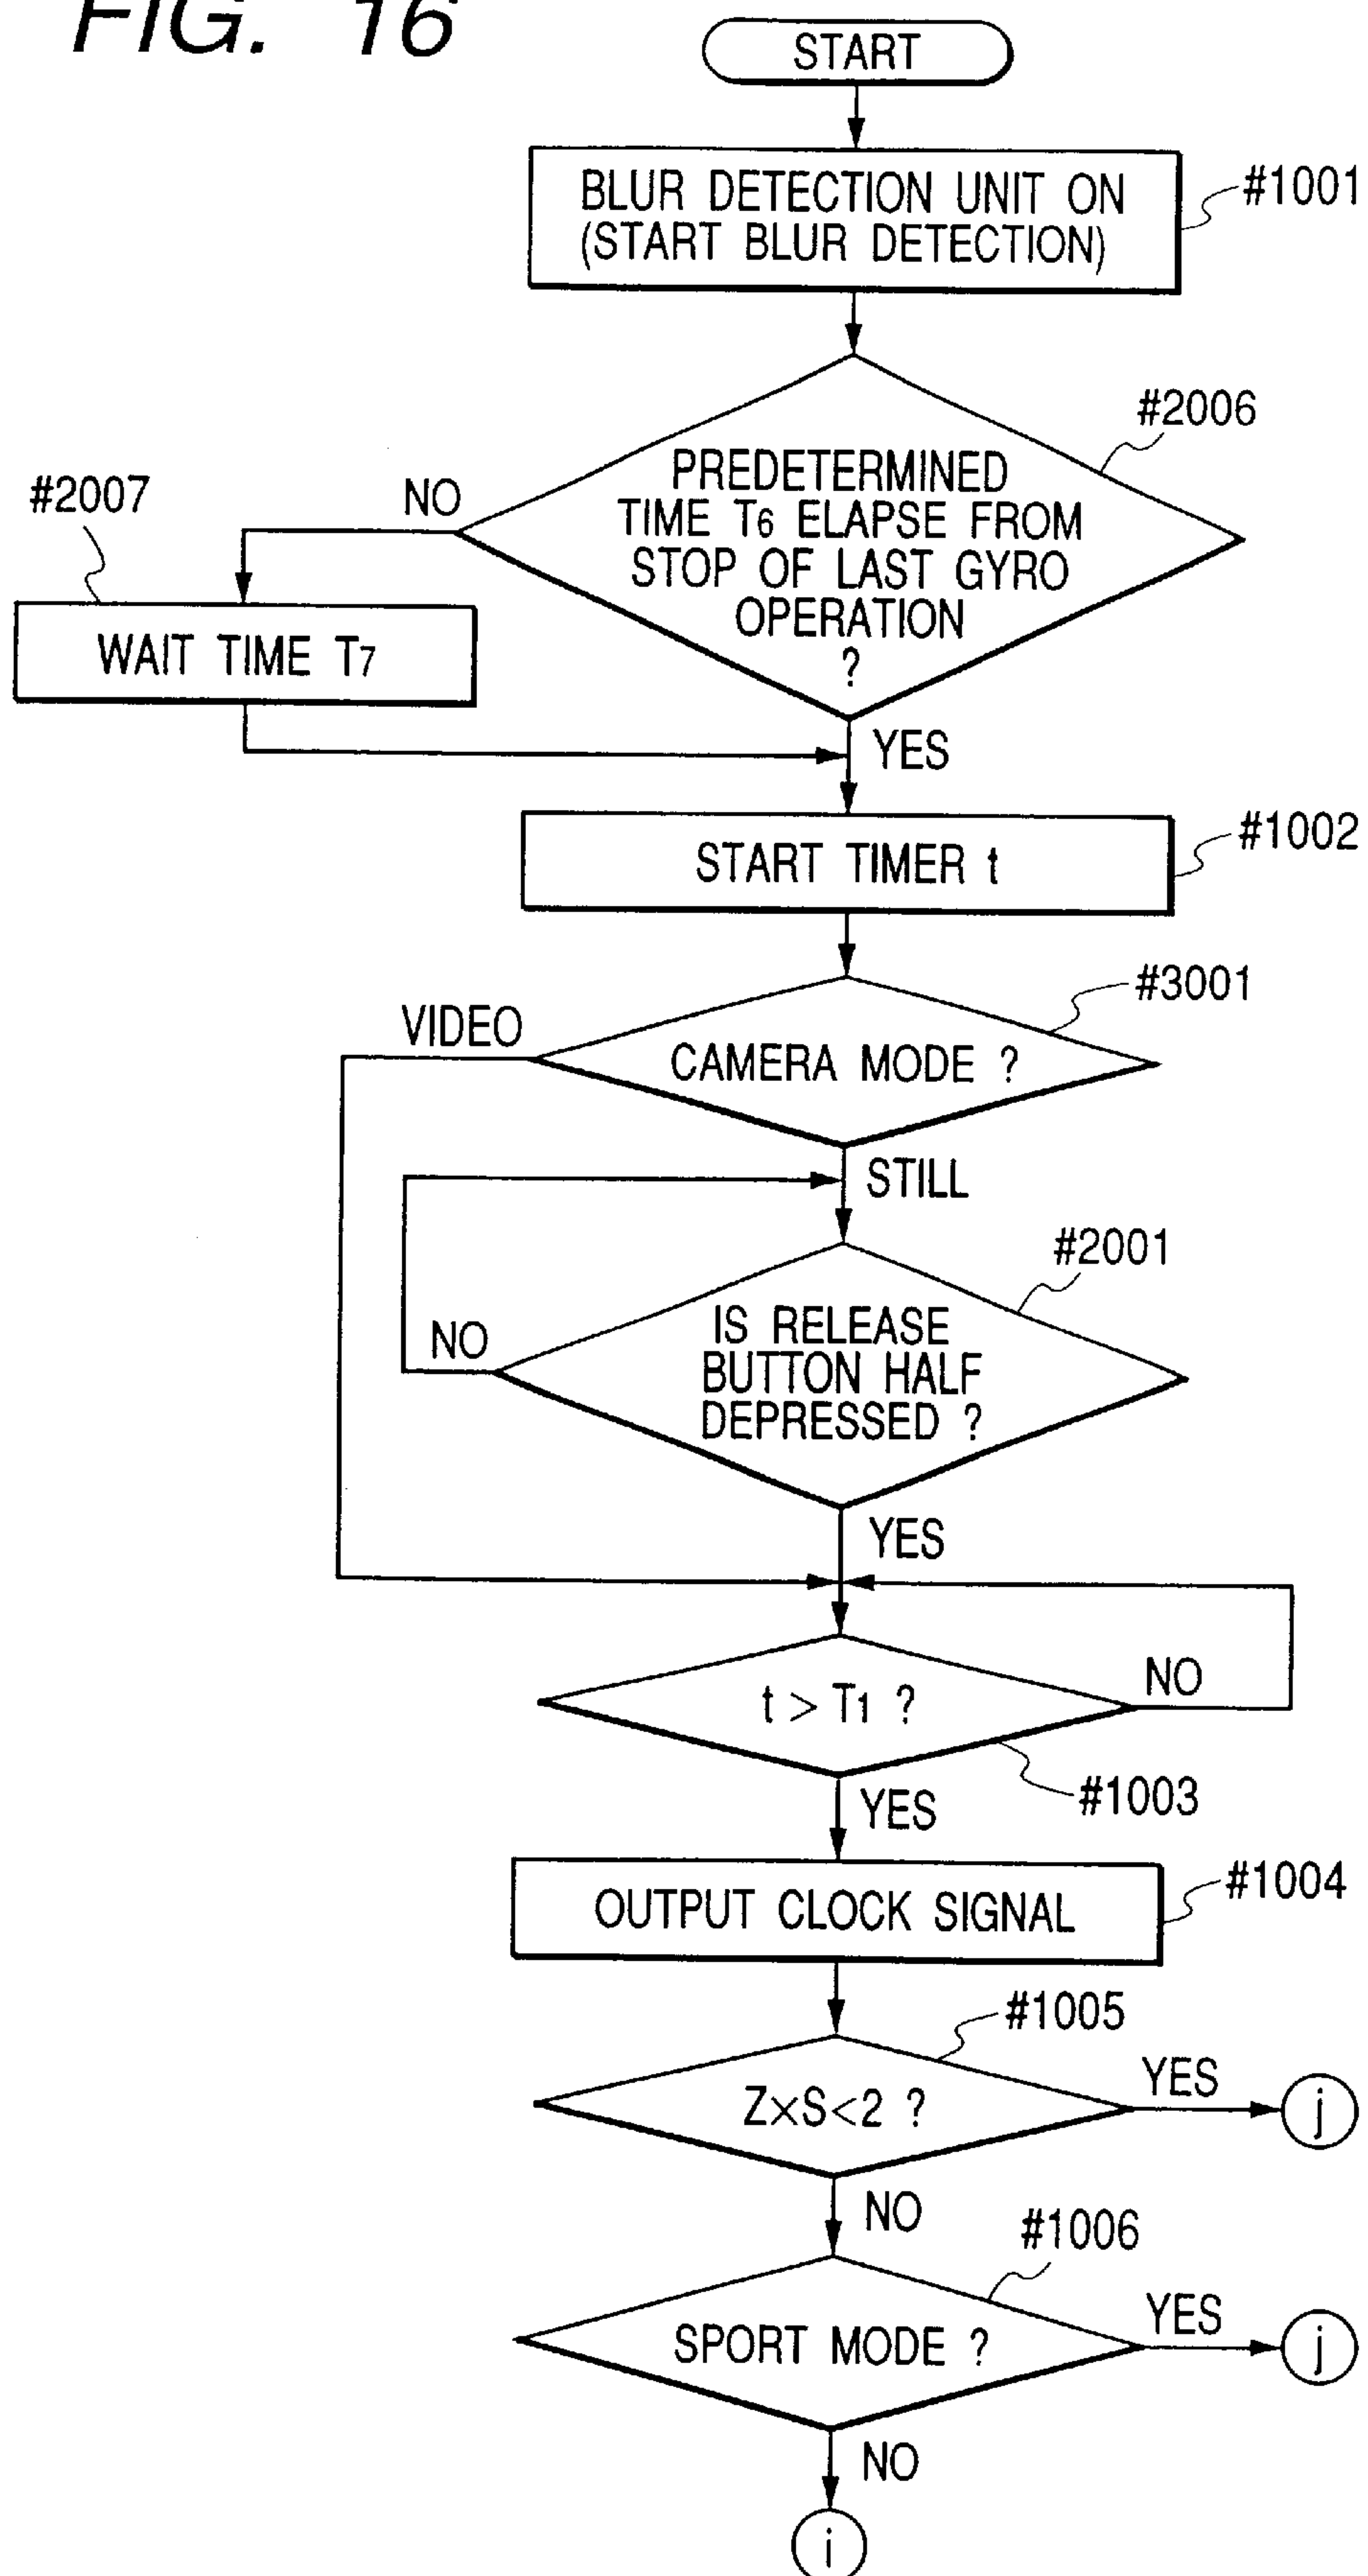 FIG. 16
START
BLUR DETECTION UNIT ON
(START BLUR DETECTION)
#1001
#2006
PREDETERMINED
TIME T6 ELAPSE FROM
STOP OF LAST GYRO
OPERATION
?
NO
#2007
WAIT TIME T7
YES
START TIMER t
#1002
#3001
VIDEO
CAMERA MODE ?
STILL
#2001
IS RELEASE
BUTTON HALF
DEPRESSED ?
NO
YES
t > T1 ?
NO
#1003
YES
OUTPUT CLOCK SIGNAL
#1004
#1005
Z×S<2 ?
YES
j
NO
#1006
SPORT MODE ?
YES
j
NO
i